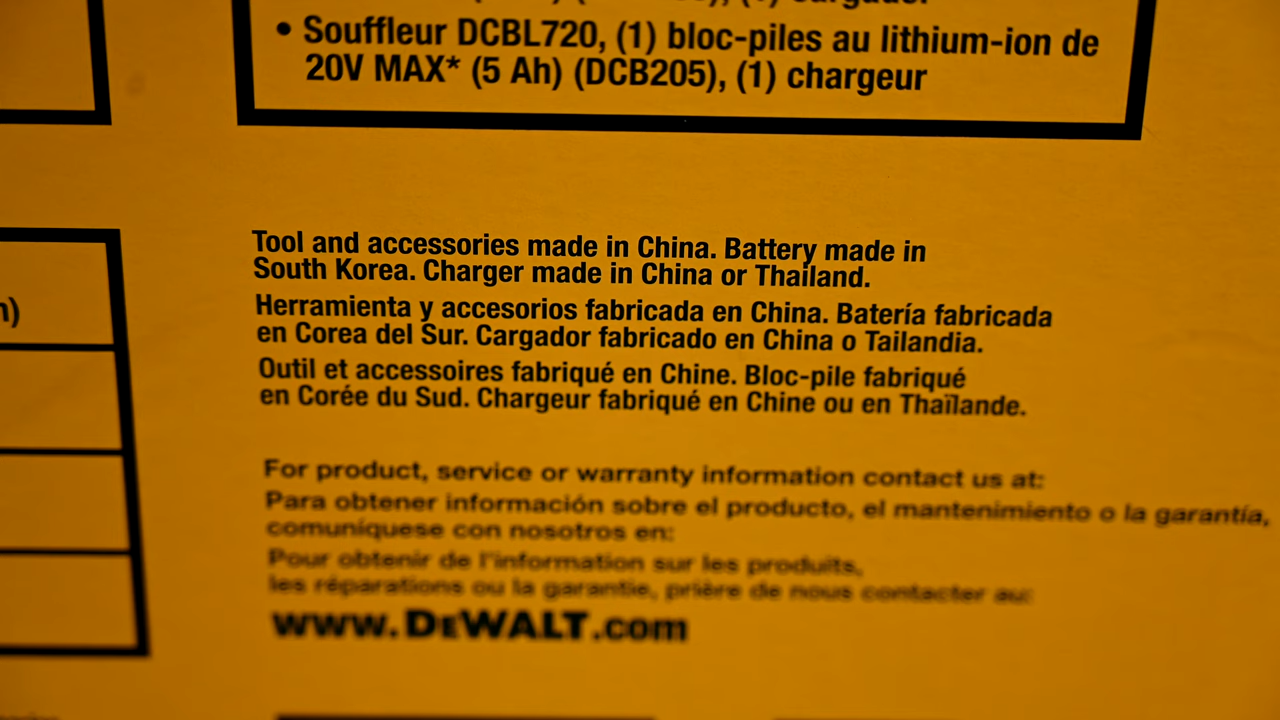 • Souffleur DCBL720, (1) bloc-piles au lithium-ion de
20V MAX* (5 Ah) (DCB205), (1) chargeur
Tool and accessories made in China. Battery made in
South Korea. Charger made in China or Thailand.
Herramienta y accesorios fabricada en China. Batería fabricada
en Corea del Sur. Cargador fabricado en China o Tailandia.
Outil et accessoires fabriqué en Chine. Bloc-pile fabriqué
en Corée du Sud. Chargeur fabriqué en Chine ou en Thaïlande.
For product, service or warranty information contact us at:
Para obtener información sobre el producto, el mantenimiento o la garantía,
comuníquese con nosotros en:
Pour obtenir de l'information sur les produits,
les réparations ou la garantie, prière de nous contacter au:
www.DEWALT.com